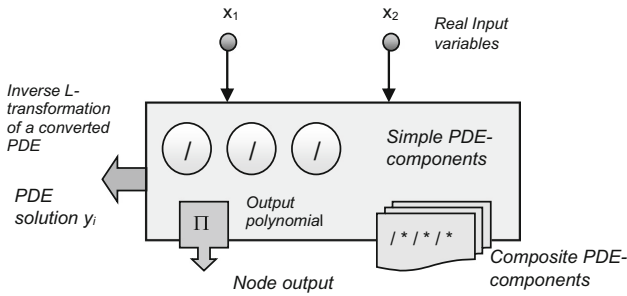 x1
x2
Real Input
variables
Inverse L-
transformation
of a converted
PDE
/
/
/
Simple PDE-
components
PDE
solution yi
Π
Output
polynomial
/ * / * / *
Node output
Composite PDE-
components